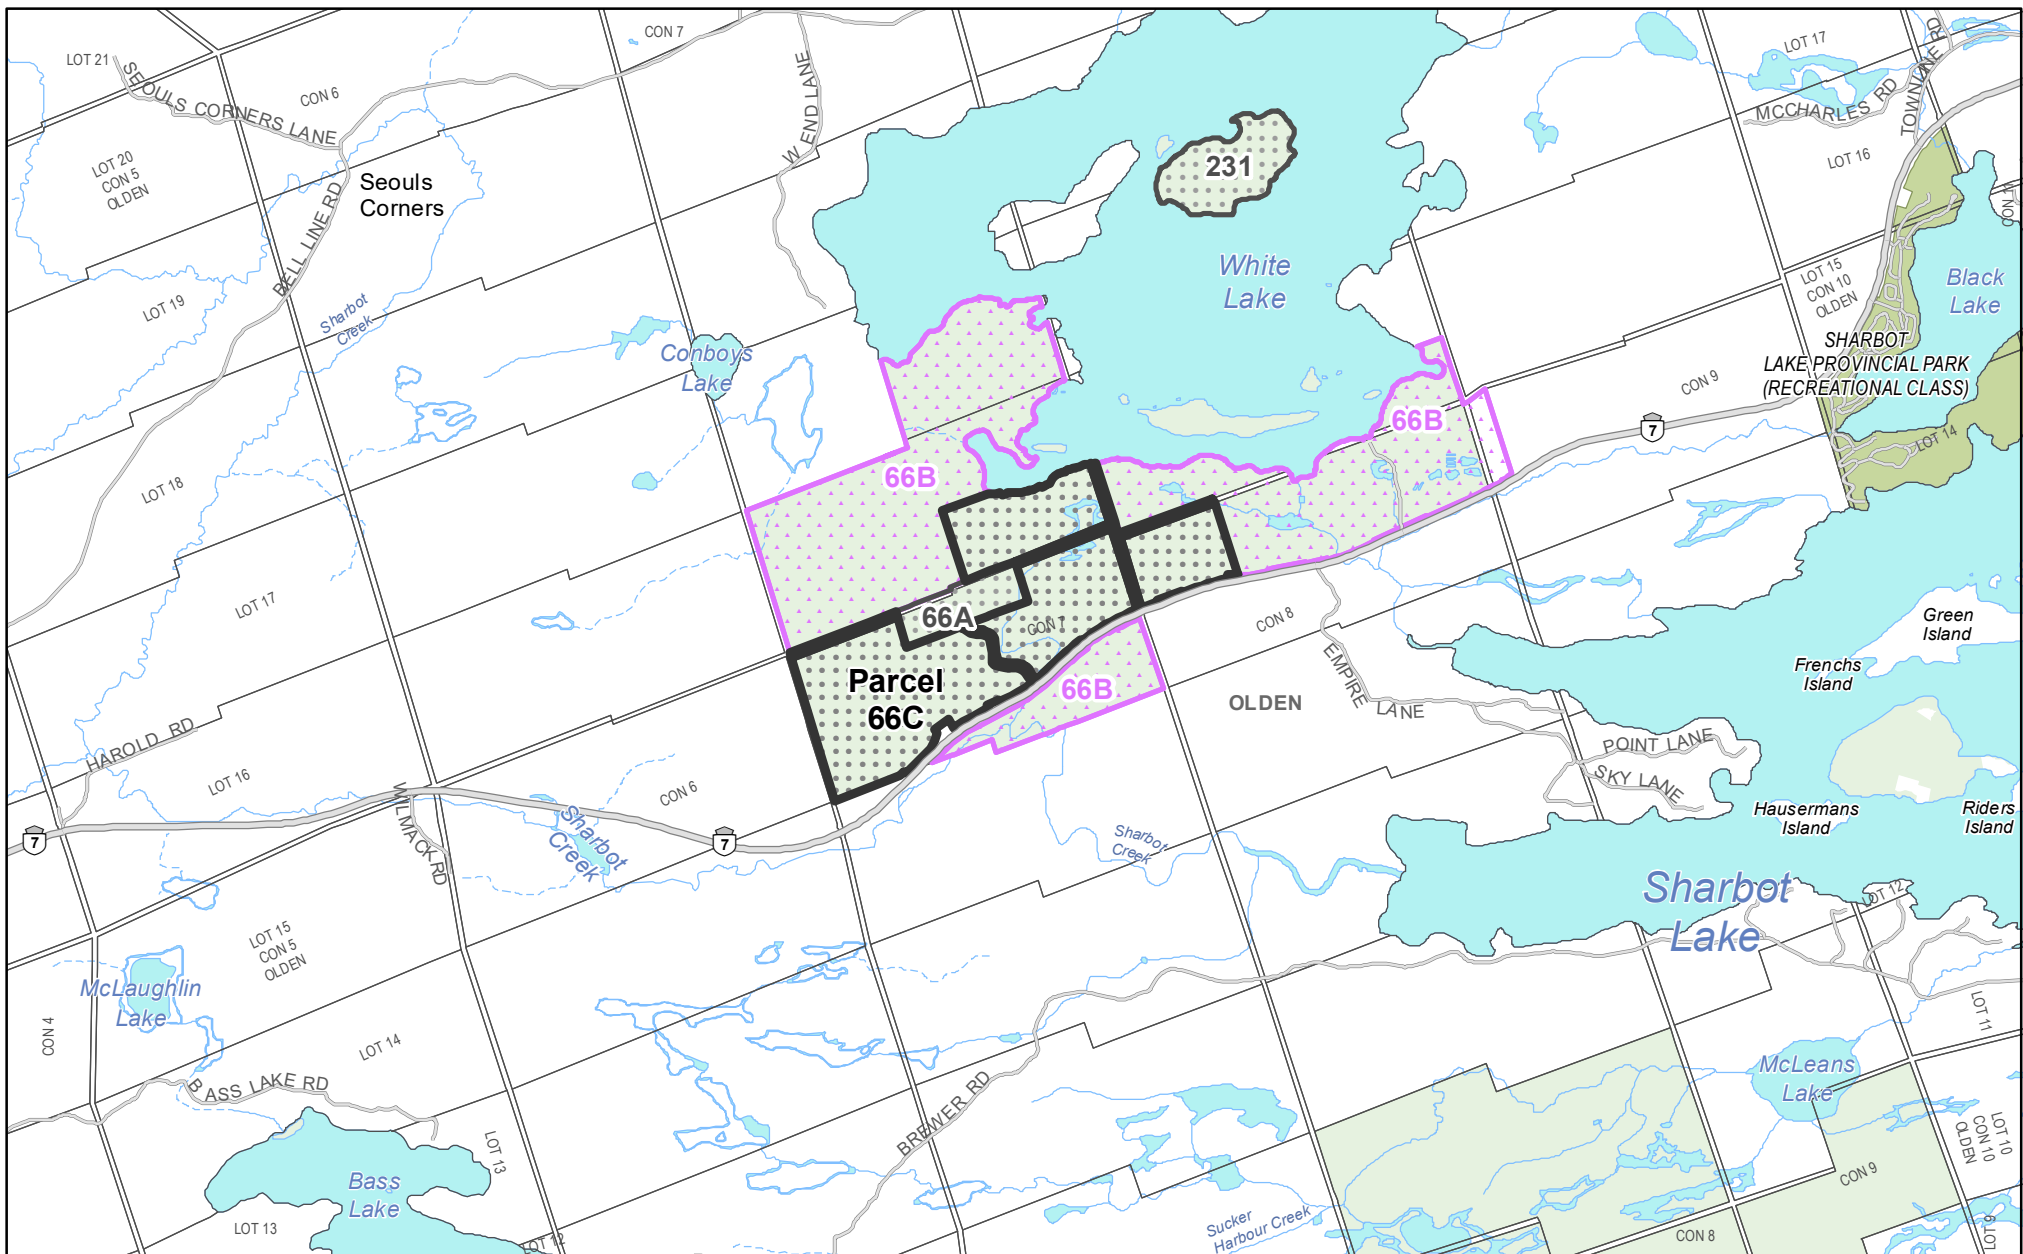 CON 7
LOT 21
SEOULS CORNERS LANE
CON 6
W END LANE
LOT 17
TOWNLINE RD
MCCHARLES RD
LOT 16
LOT 20
CON 5
OLDEN
Seouls
Corners
BELL LINE RD
231
White
Lake
LOT 15
CON 10
OLDEN
Black
Lake
LOT 19
Sharbot
Creek
Conboys
Lake
SHARBOT
LAKE PROVINCIAL PARK
(RECREATIONAL CLASS)
CON 9
7
66B
LOT 14
66B
LOT 18
LOT 17
66A
CON 7
CON 8
Green
Island
Frenchs
Island
EMPIRE LANE
Parcel
66C
66B
OLDEN
HAROLD RD
LOT 16
POINT LANE
SKY LANE
CON 6
WILMACK RD
Sharbot
Creek
7
7
Hausermans
Island
Riders
Island
Sharbot
Creek
Sharbot
Lake
LOT 12
LOT 15
CON 5
OLDEN
McLaughlin
Lake
CON 4
LOT 14
LOT 11
BASS LAKE RD
BREWER RD
McLeans
Lake
LOT 13
LOT 10
CON 10
OLDEN
CON 9
Bass
Lake
LOT 13
LOT 12
Sucker
Harbour Creek
CON 8
LOT 9